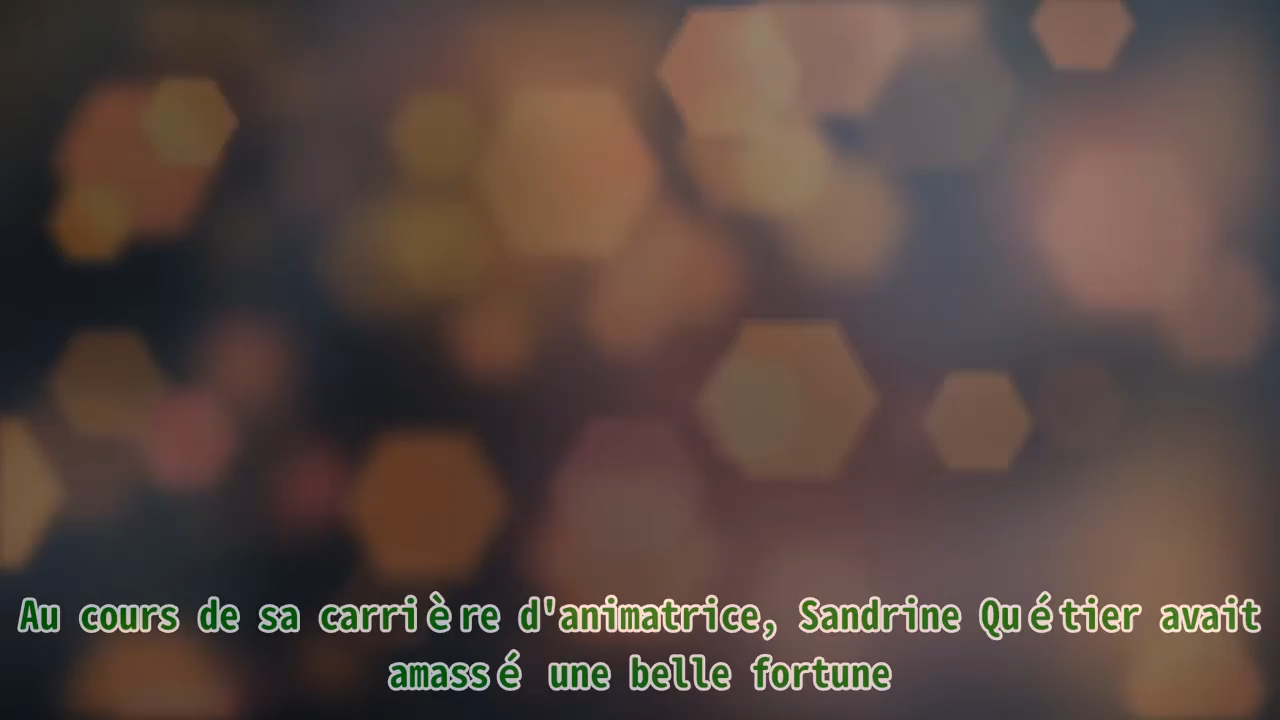 Au cours de sa carrière d'animatrice, Sandrine Quétier avait
amassé une belle fortune